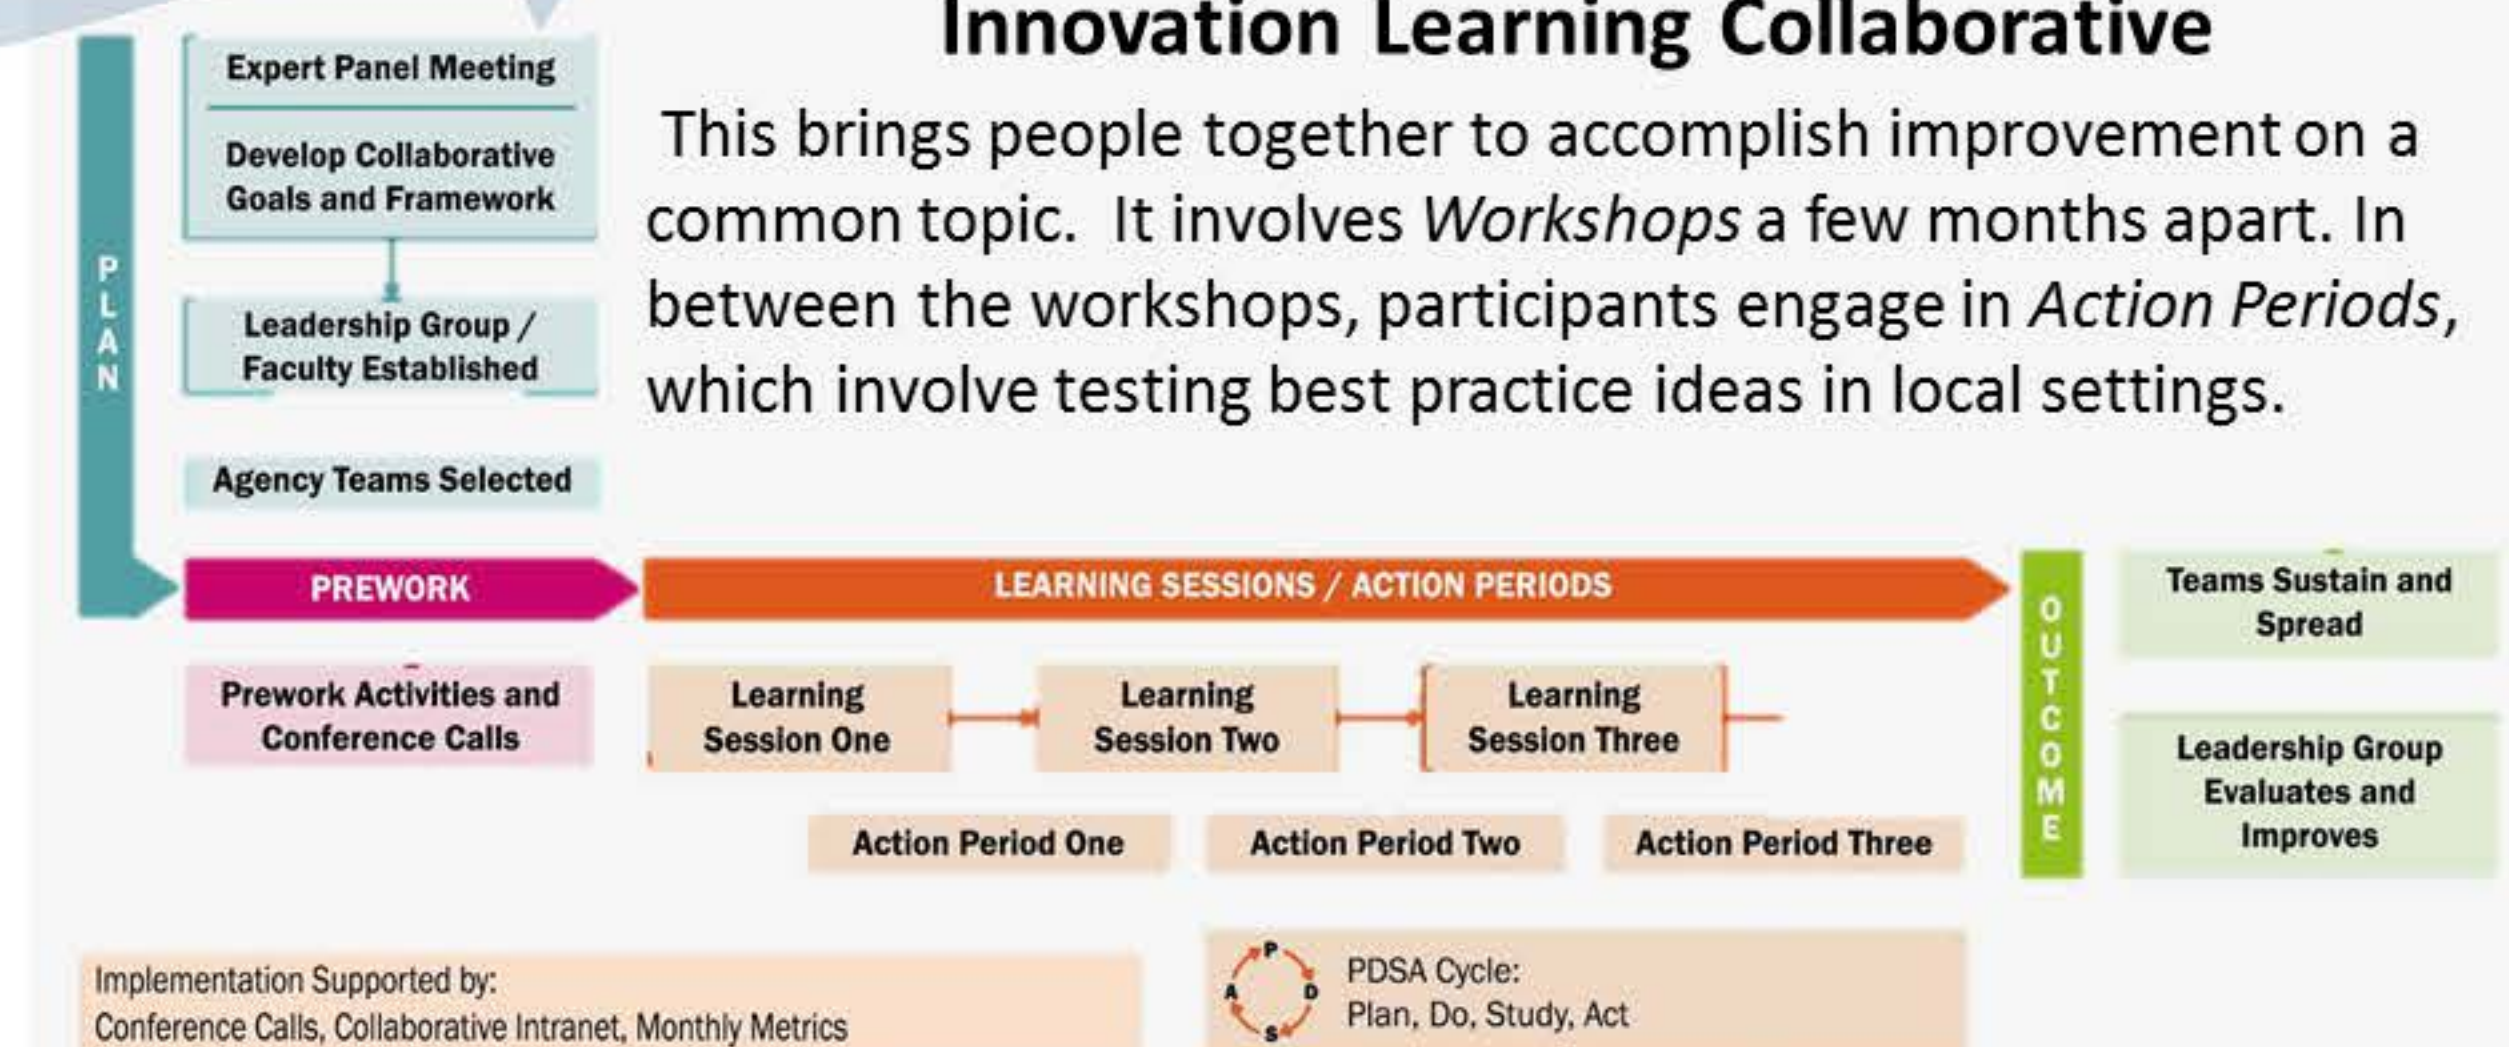 Innovation Learning Collaborative
This brings people together to accomplish improvement on a
common topic.  It involves Workshops a few months apart. In
between the workshops, participants engage in Action Periods,
which involve testing best practice ideas in local settings.
PLAN
Expert Panel Meeting
Develop Collaborative
Goals and Framework
Leadership Group /
Faculty Established
Agency Teams Selected
PREWORK
Prework Activities and
Conference Calls
LEARNING SESSIONS / ACTION PERIODS
Learning
Session One
Learning
Session Two
Learning
Session Three
Action Period One
Action Period Two
Action Period Three
OUTCOME
Teams Sustain and
Spread
Leadership Group
Evaluates and
Improves
Implementation Supported by:
Conference Calls, Collaborative Intranet, Monthly Metrics
P
D
S
A
PDSA Cycle:
Plan, Do, Study, Act